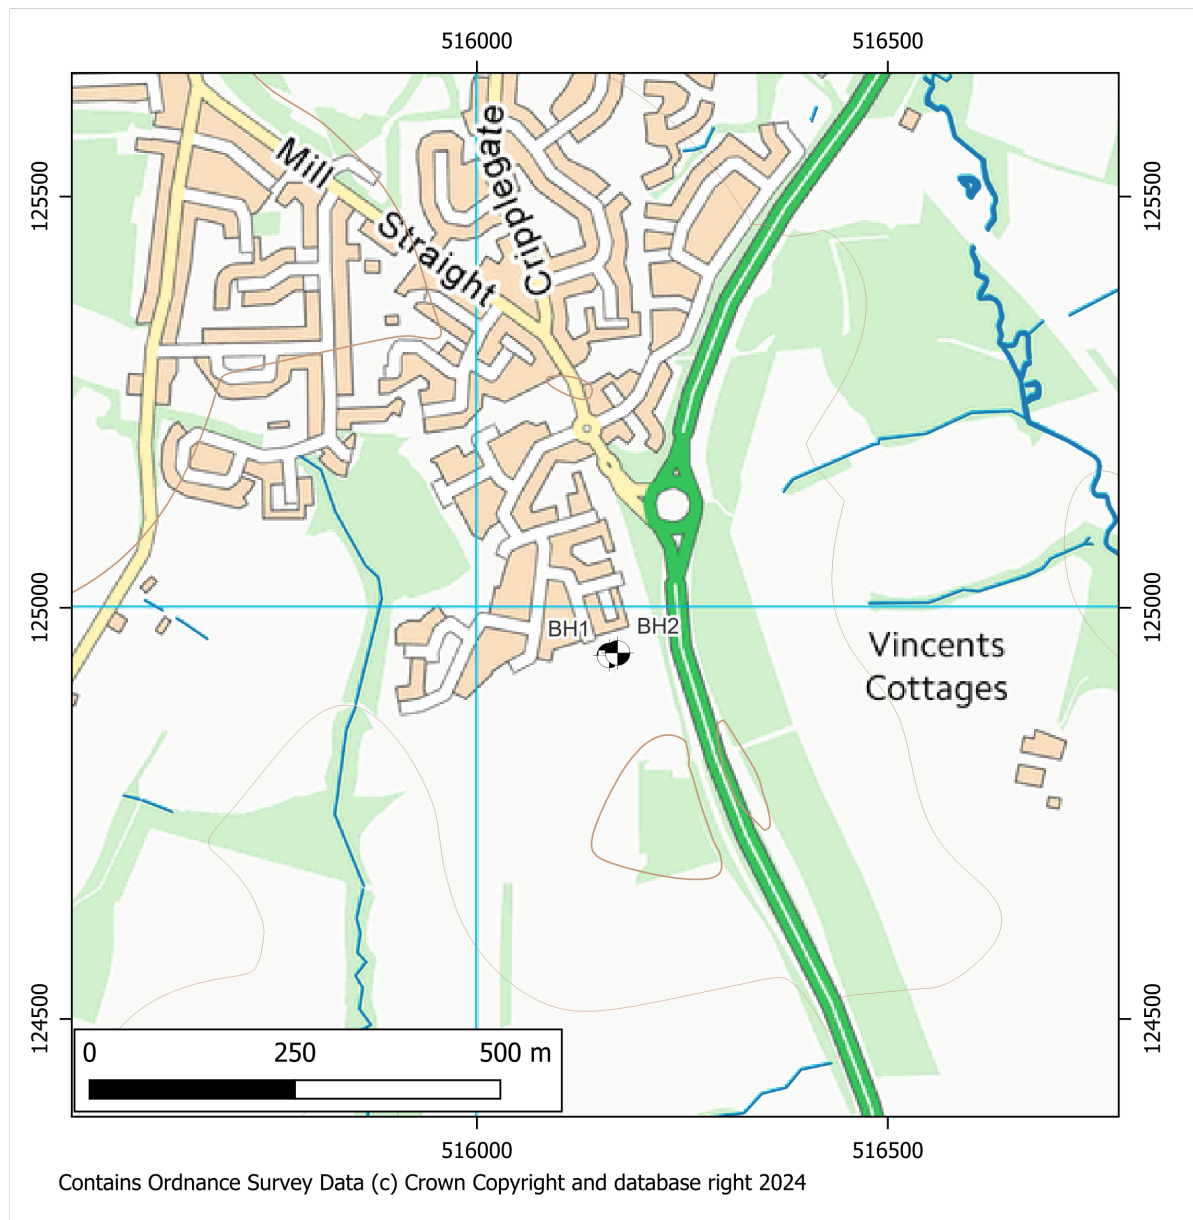 516000 516500
125500 125500
Mill Straight
Cripplegate
125000 125000
BH1 BH2
Vincents
Cottages
124500 124500
0 250 500 m
516000 516500
Contains Ordnance Survey Data (c) Crown Copyright and database right 2024